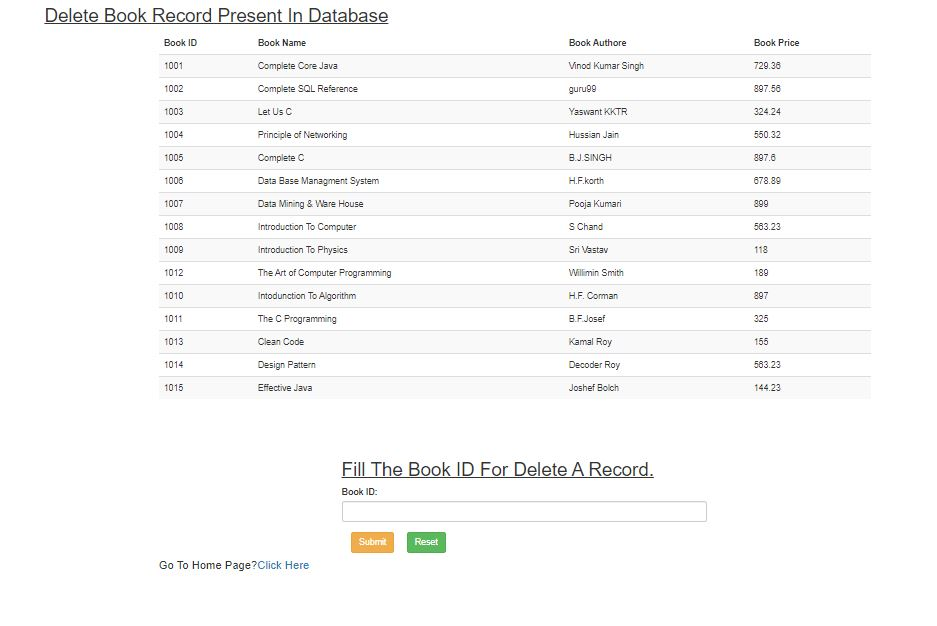 Delete Book Record Present In Database
Book ID Book Name Book Authore Book Price
1001 Complete Core Java Vinod Kumar Singh 729.36
1002 Complete SQL Reference guru99 897.56
1003 Let Us C Yaswant KKTR 324.24
1004 Principle of Networking Hussian Jain 550.32
1005 Complete C B.J.SINGH 897.6
1006 Data Base Managment System H.F.korth 678.89
1007 Data Mining & Ware House Pooja Kumari 899
1008 Introduction To Computer S Chand 563.23
1009 Introduction To Physics Sri Vastav 118
1012 The Art of Computer Programming Willimin Smith 189
1010 Intodunction To Algorithm H.F. Corman 897
1011 The C Programming B.F.Josef 325
1013 Clean Code Kamal Roy 155
1014 Design Pattern Decoder Roy 563.23
1015 Effective Java Joshef Bolch 144.23
Fill The Book ID For Delete A Record.
Book ID:
Submit Reset
Go To Home Page?Click Here